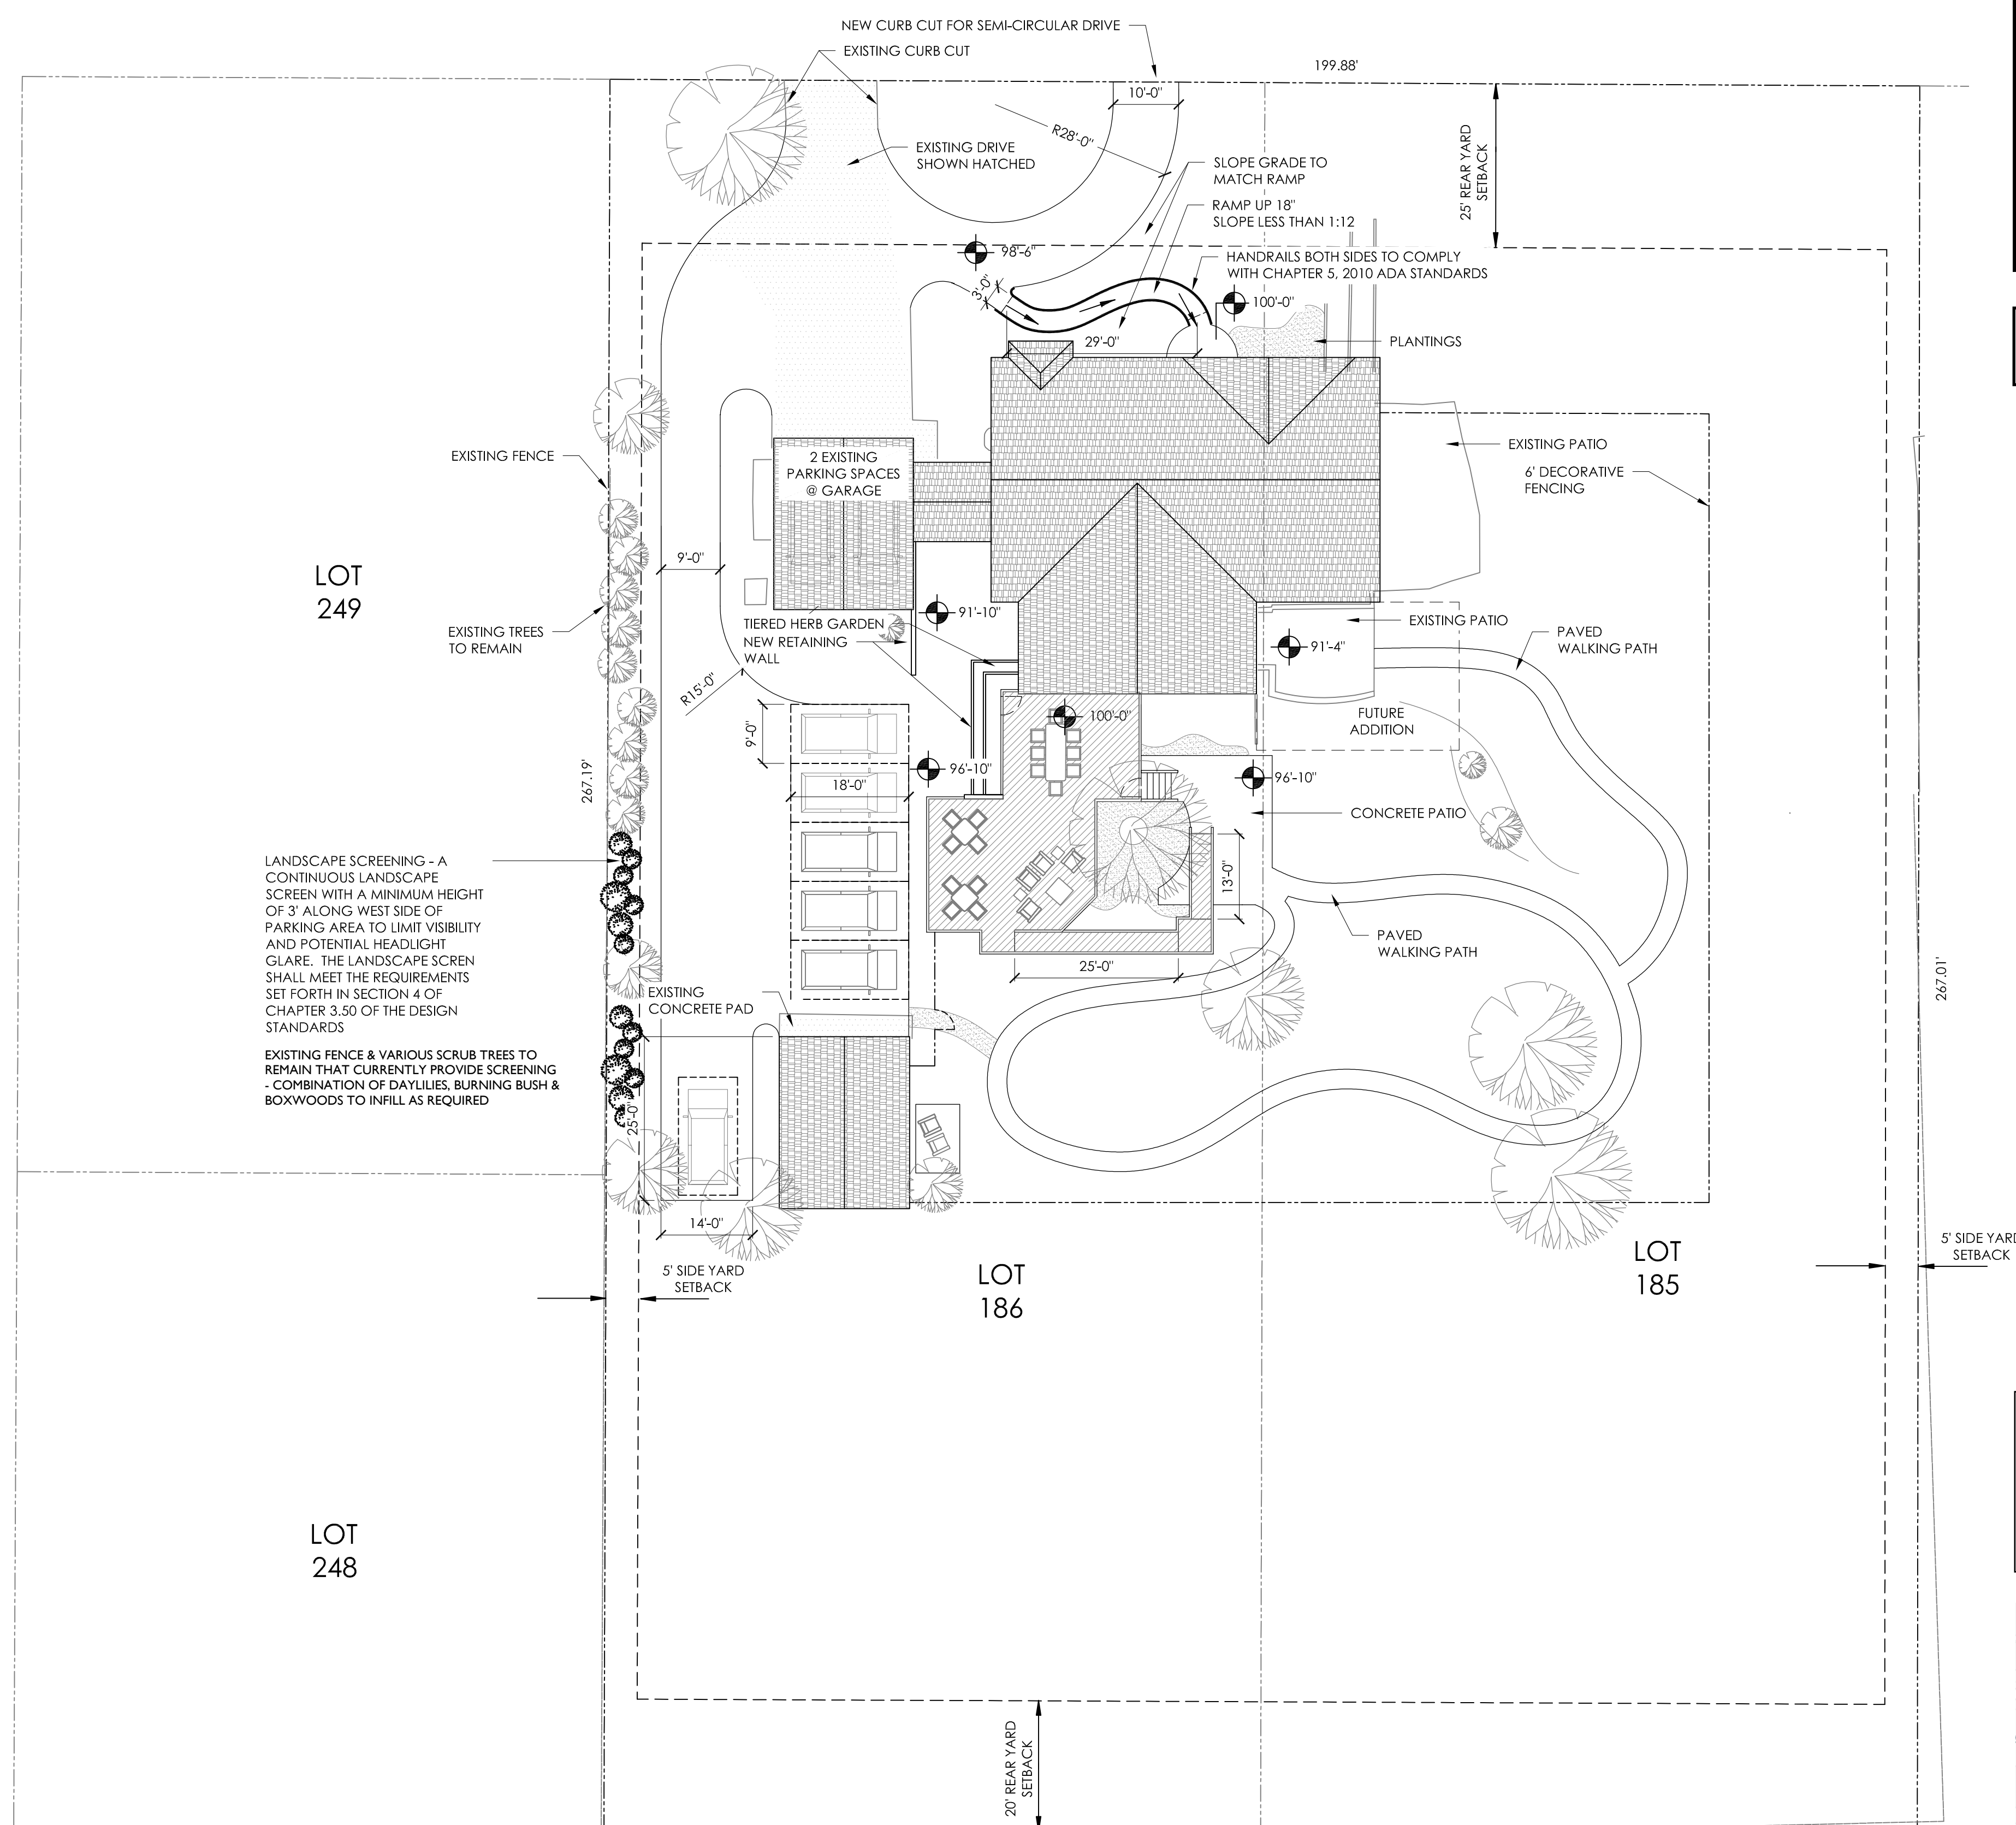 NEW CURB CUT FOR SEMI-CIRCULAR DRIVE
EXISTING CURB CUT
199.88'
10'-0"
R28'-0"
EXISTING DRIVE
SHOWN HATCHED
25' REAR YARD
SETBACK
SLOPE GRADE TO
MATCH RAMP
RAMP UP 18"
SLOPE LESS THAN 1:12
98'-6"
HANDRAILS BOTH SIDES TO COMPLY
WITH CHAPTER 5, 2010 ADA STANDARDS
3'-0"
100'-0"
29'-0"
PLANTINGS
EXISTING FENCE
2 EXISTING
PARKING SPACES
@ GARAGE
EXISTING PATIO
6' DECORATIVE
FENCING
9'-0"
LOT
249
91'-10"
EXISTING TREES
TO REMAIN
TIERED HERB GARDEN
NEW RETAINING
WALL
EXISTING PATIO
91'-4"
PAVED
WALKING PATH
R15'-0"
9'-0"
100'-0"
FUTURE
ADDITION
267.19'
18'-0"
96'-10"
96'-10"
CONCRETE PATIO
13'-0"
LANDSCAPE SCREENING - A
CONTINUOUS LANDSCAPE
SCREEN WITH A MINIMUM HEIGHT
OF 3' ALONG WEST SIDE OF
PARKING AREA TO LIMIT VISIBILITY
AND POTENTIAL HEADLIGHT
GLARE. THE LANDSCAPE SCREN
SHALL MEET THE REQUIREMENTS
SET FORTH IN SECTION 4 OF
CHAPTER 3.50 OF THE DESIGN
STANDARDS
EXISTING FENCE & VARIOUS SCRUB TREES TO
REMAIN THAT CURRENTLY PROVIDE SCREENING
- COMBINATION OF DAYLILIES, BURNING BUSH &
BOXWOODS TO INFILL AS REQUIRED
PAVED
WALKING PATH
25'-0"
267.01'
EXISTING
CONCRETE PAD
25'-0"
14'-0"
5' SIDE YARD
SETBACK
LOT
186
LOT
185
5' SIDE YARD
SETBACK
LOT
248
20' REAR YARD
SETBACK